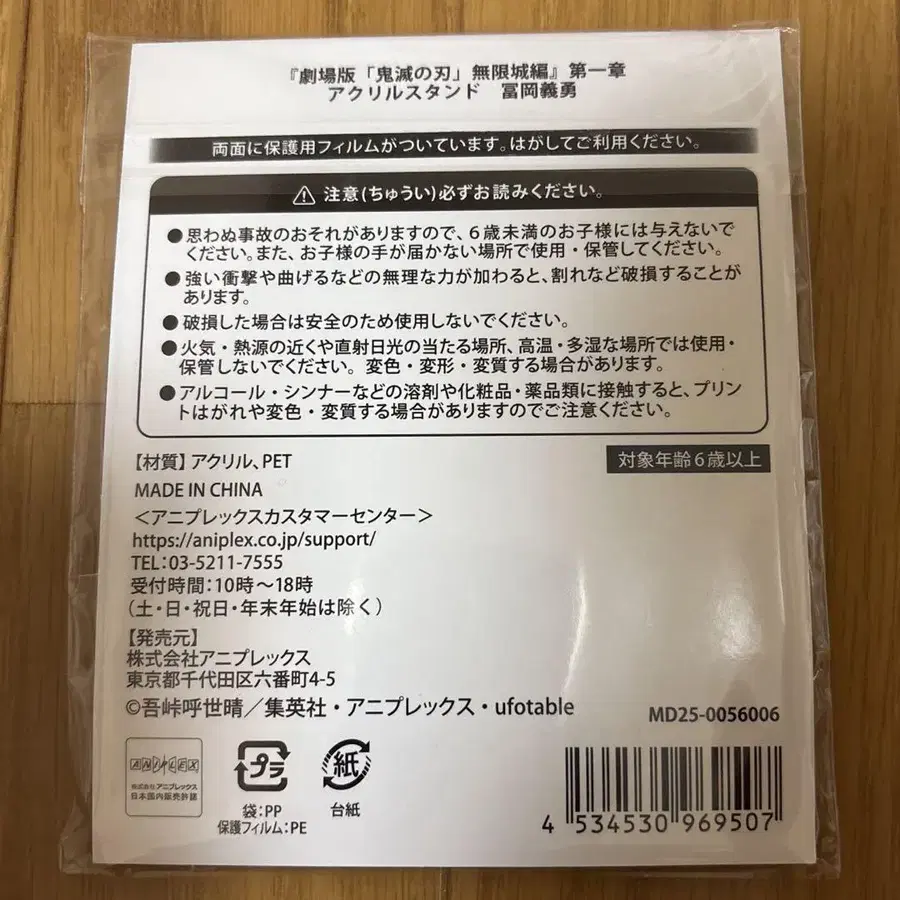 『劇場版「鬼滅の刃」無限城編』第一章
アクリルスタンド　冨岡義勇
両面に保護用フィルムがついています。はがしてご利用ください。
⚠ 注意(ちゅうい)必ずお読みください。
●思わぬ事故のおそれがありますので、6歳未満のお子様には与えないで
ください。また、お子様の手が届かない場所で使用・保管してください。
●強い衝撃や曲げるなどの無理な力が加わると、割れなど破損することが
あります。
●破損した場合は安全のため使用しないでください。
●火気・熱源の近くや直射日光の当たる場所、高温・多湿な場所では使用・
保管しないでください。変色・変形・変質する場合があります。
●アルコール・シンナーなどの溶剤や化粧品・薬品類に接触すると、プリン
トはがれや変色・変質する場合がありますのでご注意ください。
【材質】アクリル、PET
対象年齢6歳以上
MADE IN CHINA
＜アニプレックスカスタマーセンター＞
https://aniplex.co.jp/support/
TEL:03-5211-7555
受付時間:10時～18時
(土・日・祝日・年末年始は除く)
【発売元】
株式会社アニプレックス
東京都千代田区六番町4-5
©吾峠呼世晴／集英社・アニプレックス・ufotable
MD25-0056006
ANIPLEX
株式会社アニプレックス
日本国内販売許諾
プラ
袋:PP
保護フィルム:PE
紙
台紙
4 534530 969507